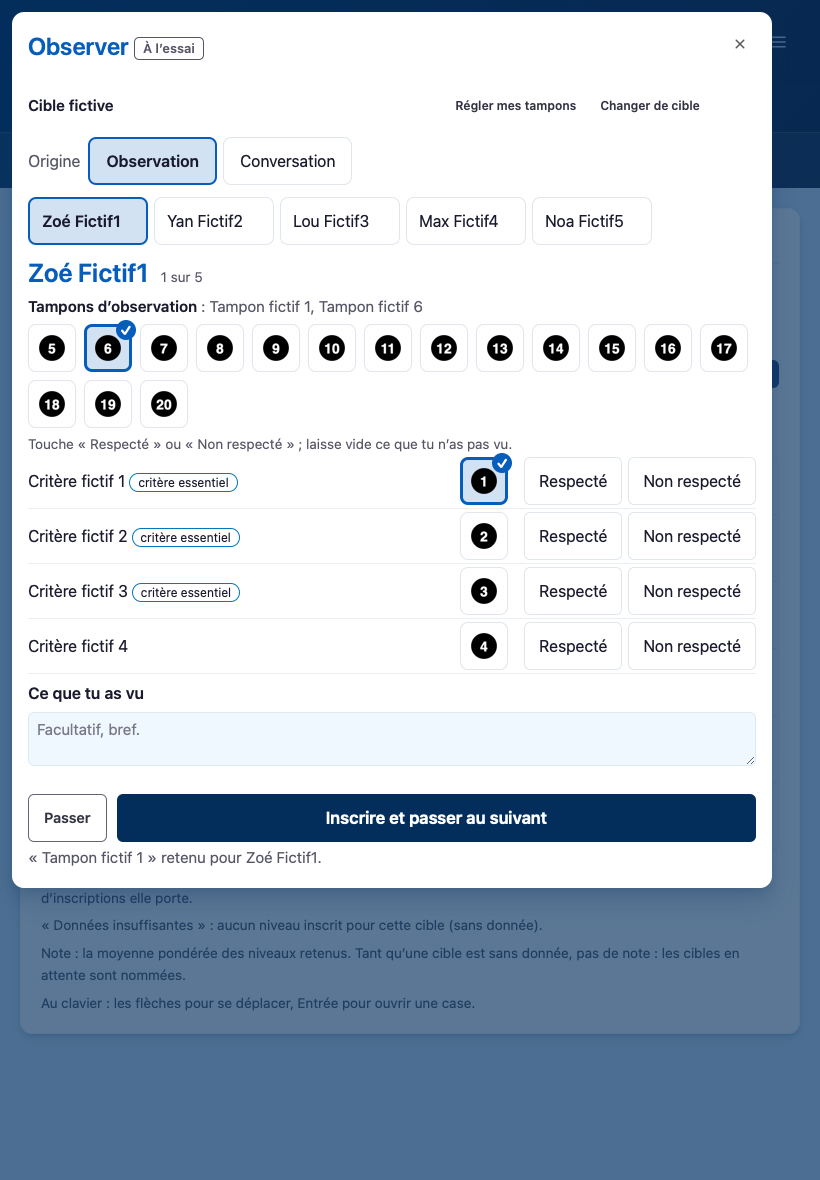 Observer À l’essai ×
Cible fictive Régler mes tampons Changer de cible
Origine Observation Conversation
Zoé Fictif1 Yan Fictif2 Lou Fictif3 Max Fictif4 Noa Fictif5
Zoé Fictif1 1 sur 5
Tampons d’observation : Tampon fictif 1, Tampon fictif 6
5 6 7 8 9 10 11 12 13 14 15 16 17
18 19 20
Touche « Respecté » ou « Non respecté » ; laisse vide ce que tu n’as pas vu.
Critère fictif 1 critère essentiel 1 Respecté Non respecté
Critère fictif 2 critère essentiel 2 Respecté Non respecté
Critère fictif 3 critère essentiel 3 Respecté Non respecté
Critère fictif 4 4 Respecté Non respecté
Ce que tu as vu
Facultatif, bref.
Passer Inscrire et passer au suivant
« Tampon fictif 1 » retenu pour Zoé Fictif1.
d’inscriptions elle porte.
« Données insuffisantes » : aucun niveau inscrit pour cette cible (sans donnée).
Note : la moyenne pondérée des niveaux retenus. Tant qu’une cible est sans donnée, pas de note : les cibles en
attente sont nommées.
Au clavier : les flèches pour se déplacer, Entrée pour ouvrir une case.